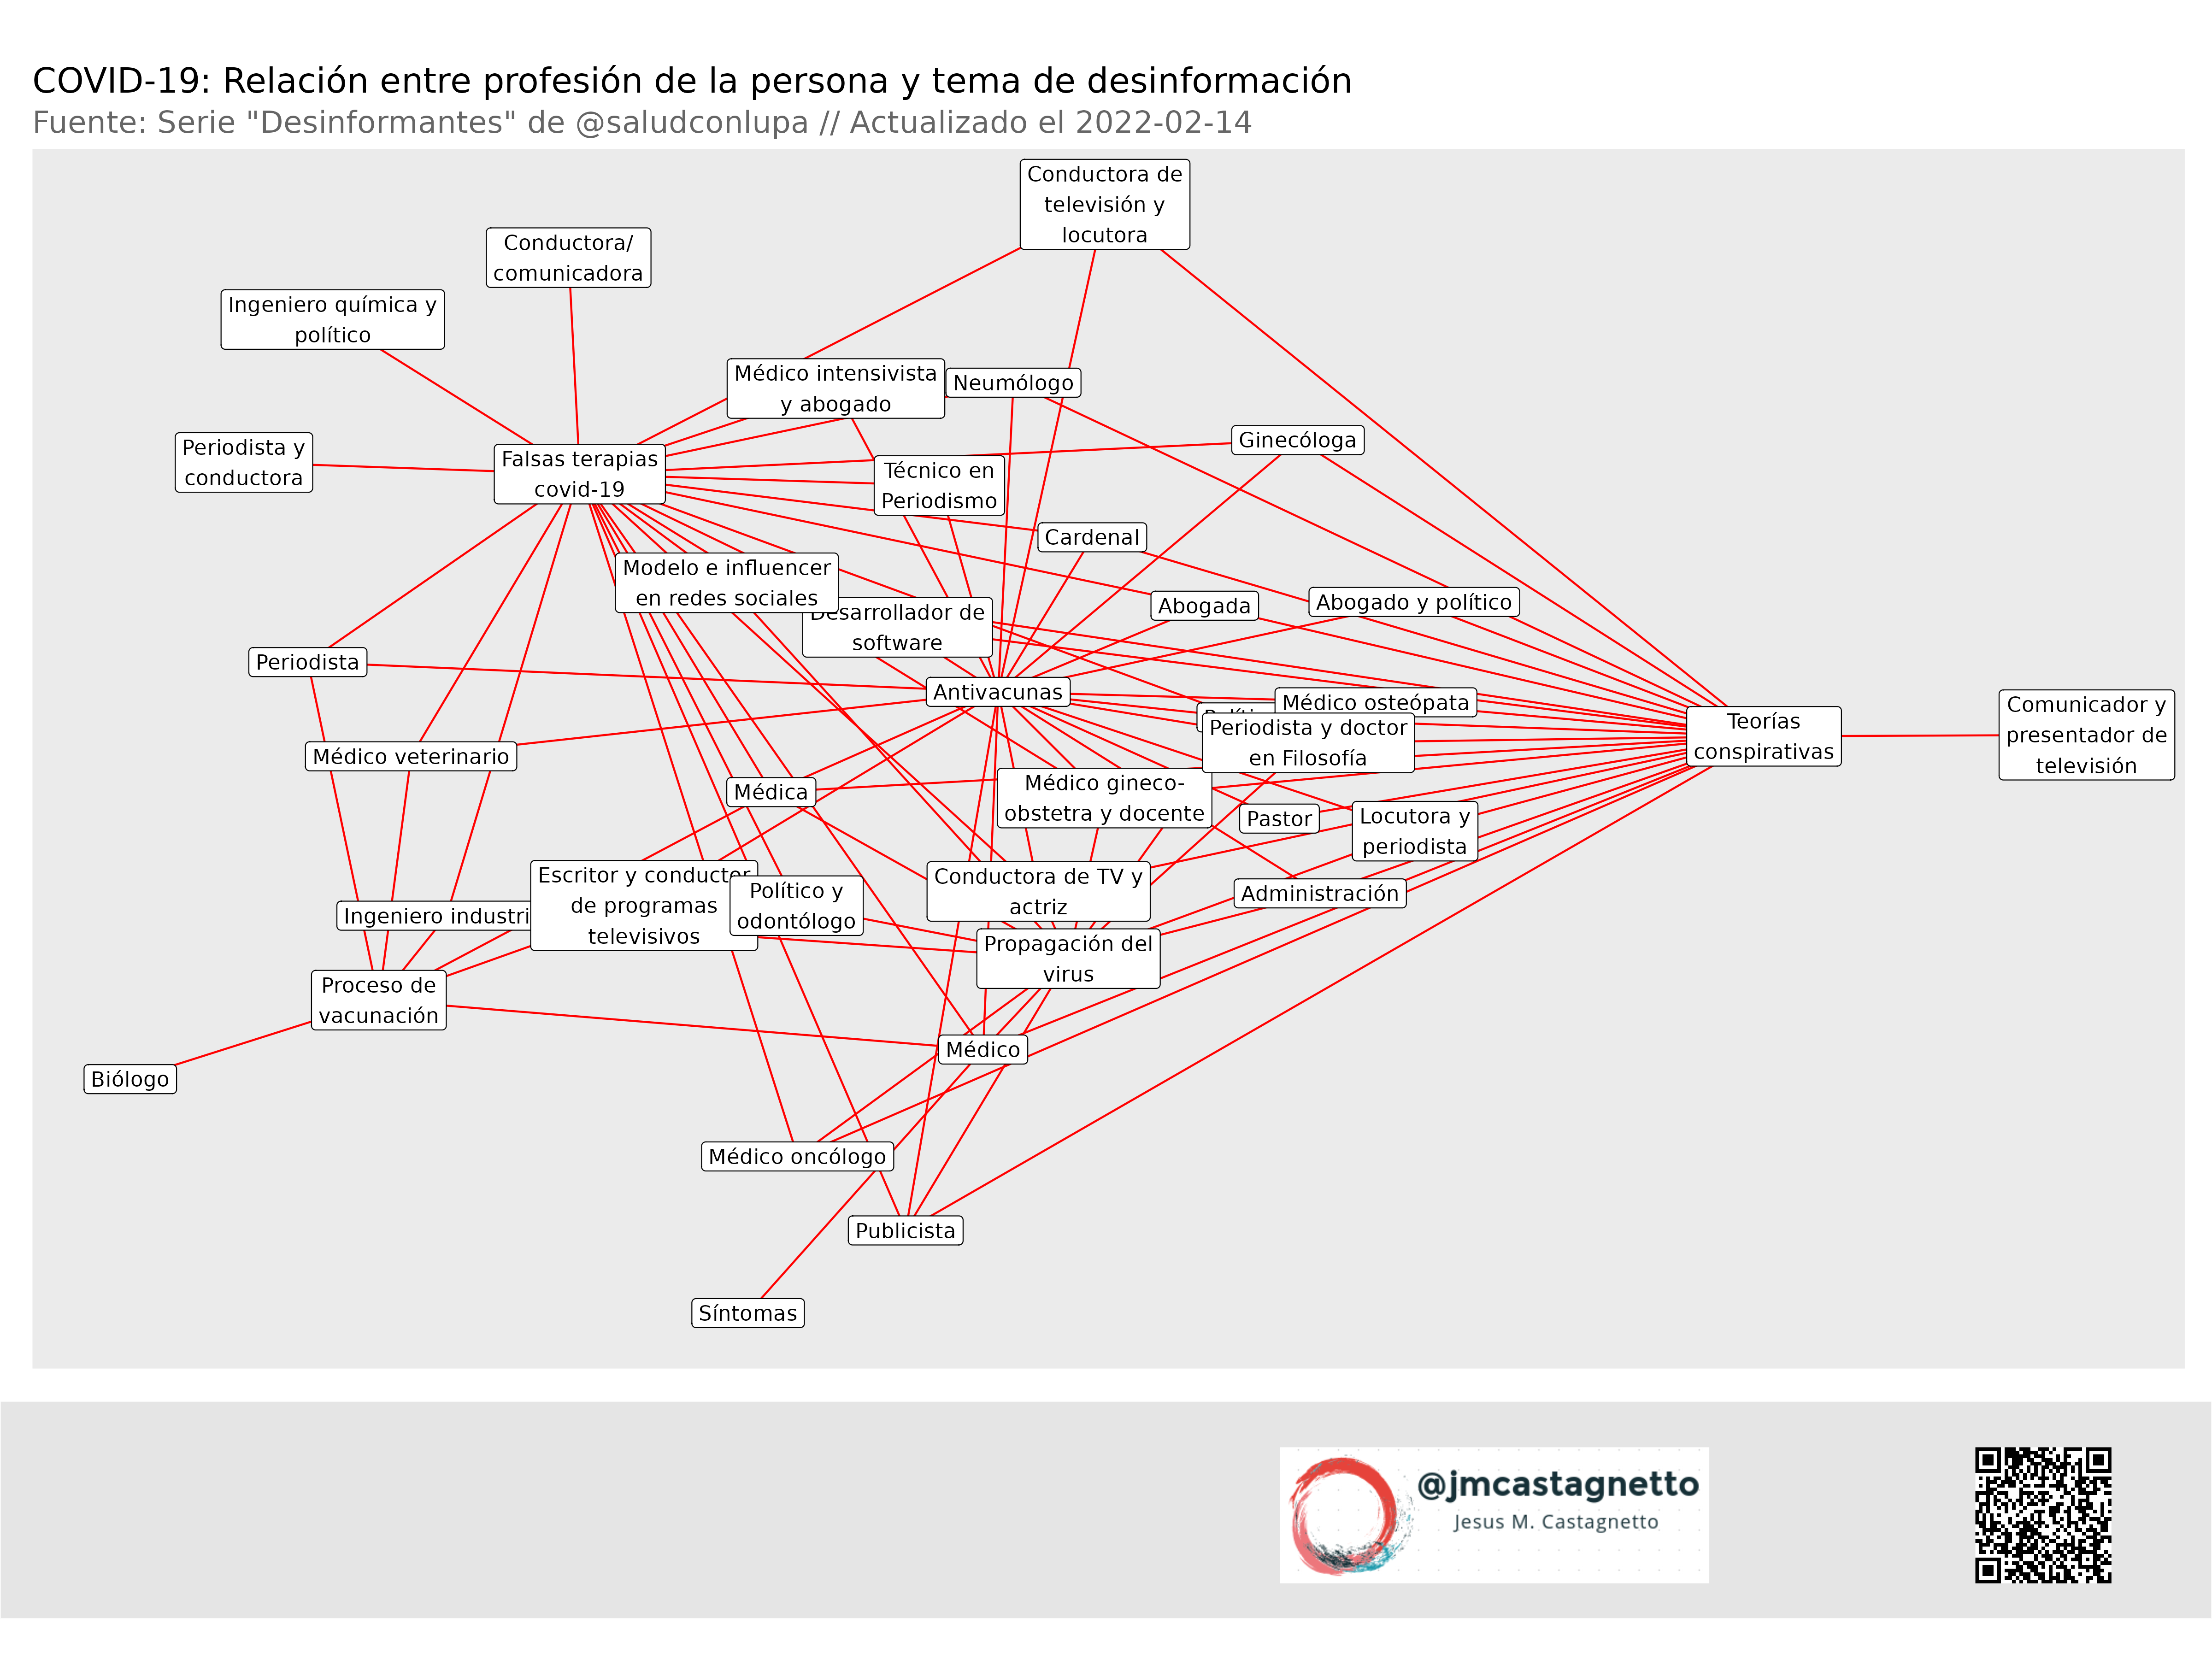 COVID-19: Relación entre profesión de la persona y tema de desinformación
Fuente: Serie "Desinformantes" de @saludconlupa // Actualizado el 2022-02-14
Conductora de
televisión y
locutora
Conductora/
comunicadora
Ingeniero química y
político
Médico intensivista
y abogado
Neumólogo
Periodista y
conductora
Falsas terapias
covid-19
Ginecóloga
Técnico en
Periodismo
Cardenal
Modelo e influencer
en redes sociales
Desarrollador de
software
Abogada
Abogado y político
Periodista
Antivacunas
Médico osteópata
Periodista y doctor
en Filosofía
Teorías
conspirativas
Comunicador y
presentador de
televisión
Médico veterinario
Médica
Médico gineco-
obstetra y docente
Pastor
Locutora y
periodista
Escritor y conductor
de programas
televisivos
Político y
odontólogo
Conductora de TV y
actriz
Administración
Ingeniero industri
Propagación del
virus
Proceso de
vacunación
Médico
Biólogo
Médico oncólogo
Publicista
Síntomas
@jmcastagnetto
Jesus M. Castagnetto